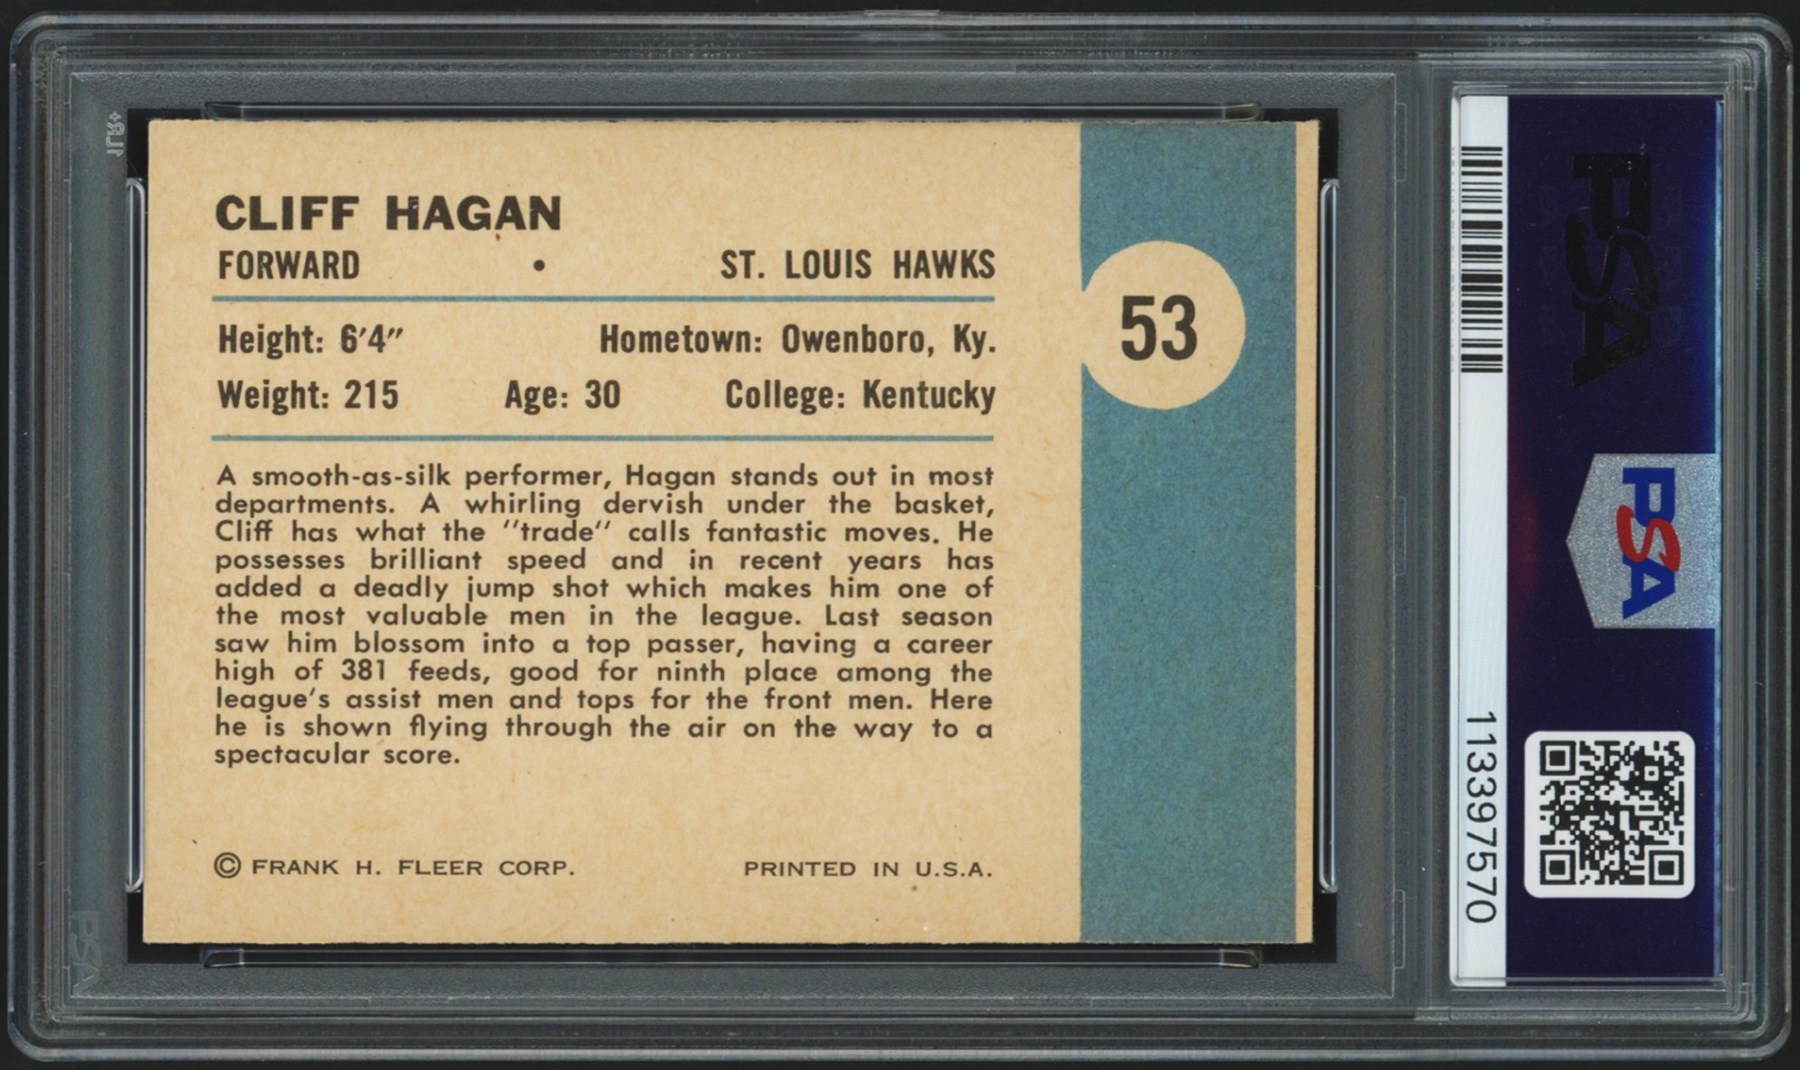 CLIFF HAGAN
FORWARD • ST. LOUIS HAWKS
Height: 6'4" Hometown: Owenboro, Ky.
Weight: 215 Age: 30 College: Kentucky
53
A smooth-as-silk performer, Hagan stands out in most
departments. A whirling dervish under the basket,
Cliff has what the "trade" calls fantastic moves. He
possesses brilliant speed and in recent years has
added a deadly jump shot which makes him one of
the most valuable men in the league. Last season
saw him blossom into a top passer, having a career
high of 381 feeds, good for ninth place among the
league's assist men and tops for the front men. Here
he is shown flying through the air on the way to a
spectacular score.
© FRANK H. FLEER CORP. PRINTED IN U.S.A.
PSA
PSA
113397570
PSA